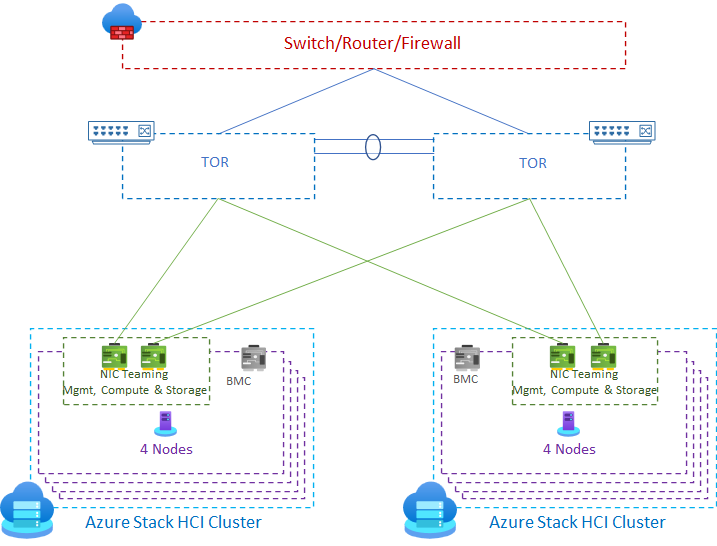 Switch/Router/Firewall
TOR
TOR
NIC Teaming
Mgmt, Compute & Storage
BMC
4 Nodes
Azure Stack HCI Cluster
BMC
NIC Teaming
Mgmt, Compute & Storage
4 Nodes
Azure Stack HCI Cluster